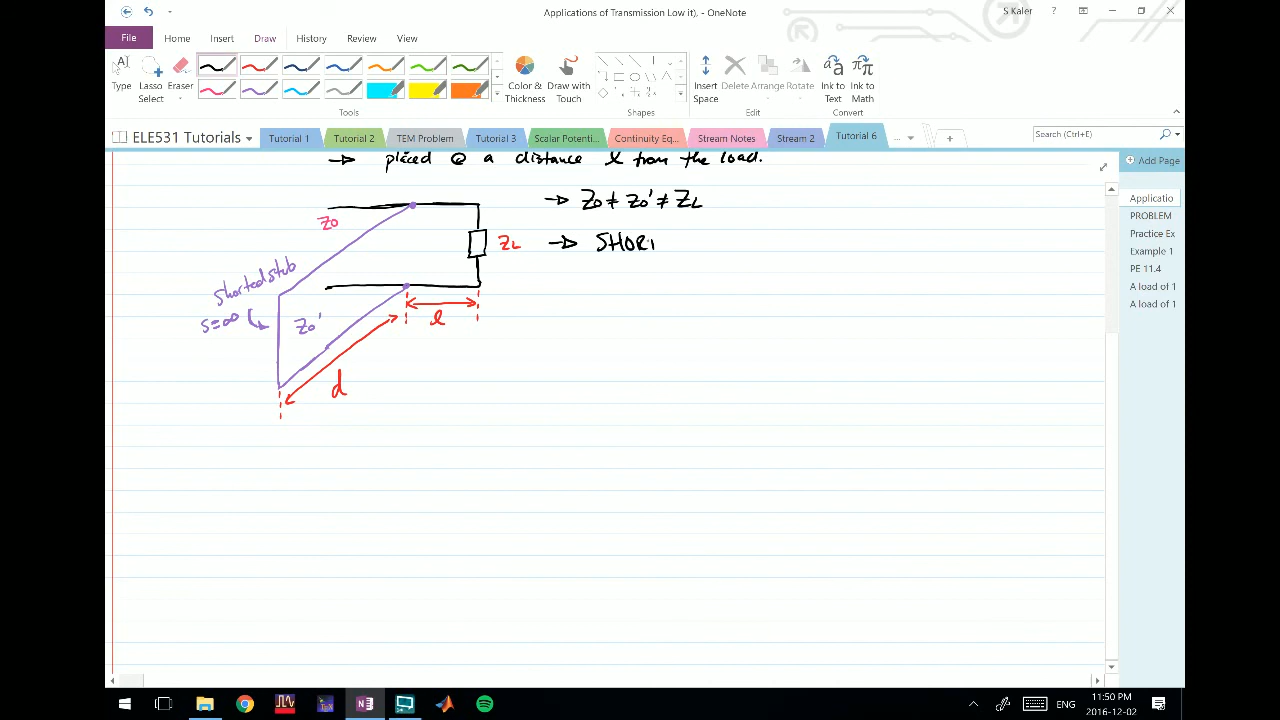 Applications of Transmission Low it), - OneNote
S Kaler
?
File Home Insert Draw History Review View
Type
Lasso Select
Eraser
Color & Thickness
Draw with Touch
Insert Space
Delete
Arrange
Rotate
Ink to Text
Ink to Math
Tools
Shapes
Edit
Convert
ELE531 Tutorials
Tutorial 1
Tutorial 2
TEM Problem
Tutorial 3
Scalar Potenti...
Continuity Eq...
Stream Notes
Stream 2
Tutorial 6
...
Search (Ctrl+E)
Add Page
Applicatio
PROBLEM
Practice Ex
Example 1
PE 11.4
A load of 1
A load of 1
→ placed @ a distance l from the load.
→ Zo ≠ Zo' ≠ ZL
→ SHORT
Zo
ZL
shorted stub
s=∞
Zo'
l
d
ENG
11:50 PM
2016-12-02